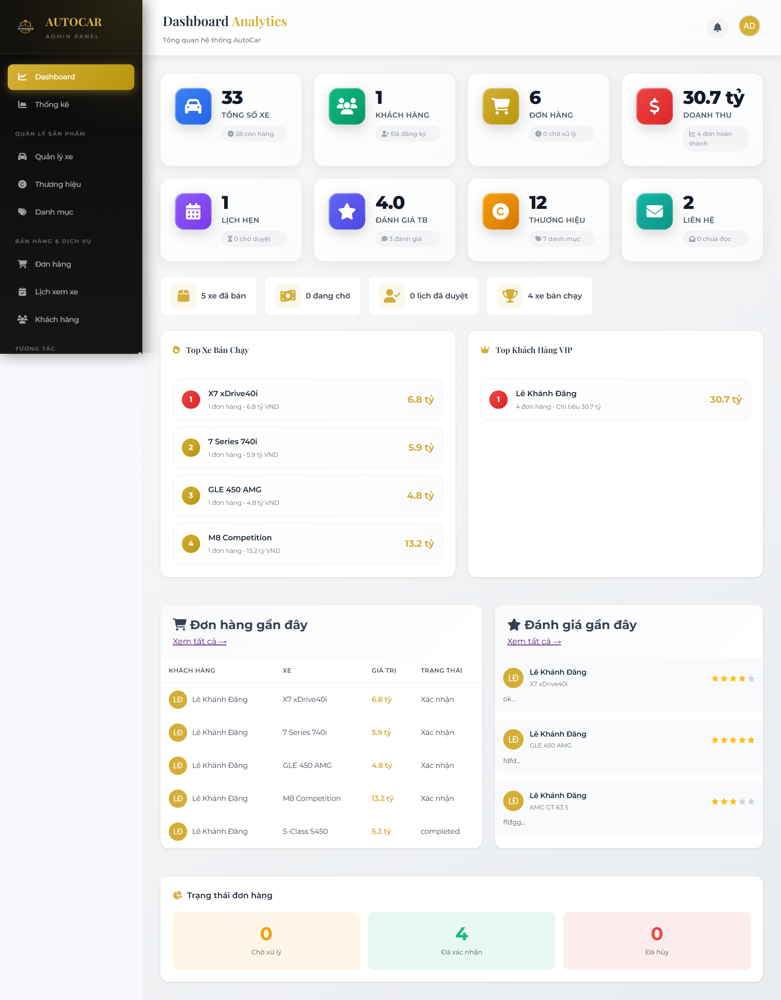 AUTOCAR
ADMIN PANEL
Dashboard
Thống kê
QUẢN LÝ SẢN PHẨM
Quản lý xe
Thương hiệu
Danh mục
BÁN HÀNG & DỊCH VỤ
Đơn hàng
Lịch xem xe
Khách hàng
TƯƠNG TÁC
Dashboard Analytics
Tổng quan hệ thống AutoCar
AD
33
TỔNG SỐ XE
28 còn hàng
1
KHÁCH HÀNG
Đã đăng ký
6
ĐƠN HÀNG
0 chờ xử lý
30.7 tỷ
DOANH THU
4 đơn hoàn
thành
1
LỊCH HẸN
0 chờ duyệt
4.0
ĐÁNH GIÁ TB
3 đánh giá
12
THƯƠNG HIỆU
7 danh mục
2
LIÊN HỆ
0 chưa đọc
5 xe đã bán
0 đang chờ
0 lịch đã duyệt
4 xe bán chạy
Top Xe Bán Chạy
1
X7 xDrive40i
1 đơn hàng • 6.8 tỷ VND
6.8 tỷ
2
7 Series 740i
1 đơn hàng • 5.9 tỷ VND
5.9 tỷ
3
GLE 450 AMG
1 đơn hàng • 4.8 tỷ VND
4.8 tỷ
4
M8 Competition
1 đơn hàng • 13.2 tỷ VND
13.2 tỷ
Top Khách Hàng VIP
1
Lê Khánh Đăng
4 đơn hàng • Chi tiêu 30.7 tỷ
30.7 tỷ
Đơn hàng gần đây
Xem tất cả →
KHÁCH HÀNG XE GIÁ TRỊ TRẠNG THÁI
LĐ Lê Khánh Đăng X7 xDrive40i 6.8 tỷ Xác nhận
LĐ Lê Khánh Đăng 7 Series 740i 5.9 tỷ Xác nhận
LĐ Lê Khánh Đăng GLE 450 AMG 4.8 tỷ Xác nhận
LĐ Lê Khánh Đăng M8 Competition 13.2 tỷ Xác nhận
LĐ Lê Khánh Đăng S-Class S450 5.2 tỷ completed
Đánh giá gần đây
Xem tất cả →
LĐ
Lê Khánh Đăng
X7 xDrive40i
ok...
LĐ
Lê Khánh Đăng
GLE 450 AMG
fdfd...
LĐ
Lê Khánh Đăng
AMG GT 63 S
ffđgg...
Trạng thái đơn hàng
0
Chờ xử lý
4
Đã xác nhận
0
Đã hủy